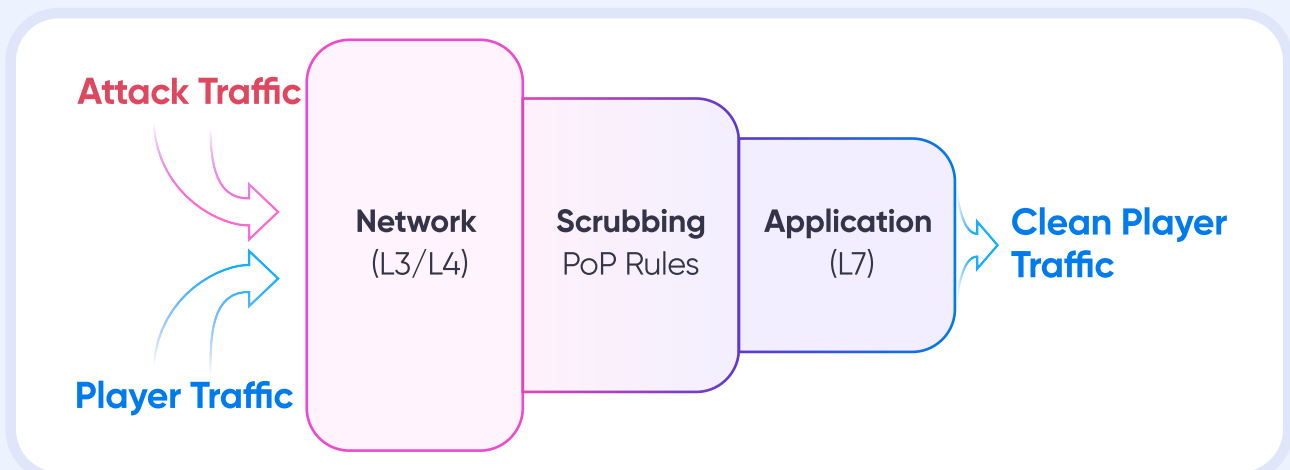 Attack Traffic
Player Traffic
Network
(L3/L4)
Scrubbing
PoP Rules
Application
(L7)
Clean Player
Traffic